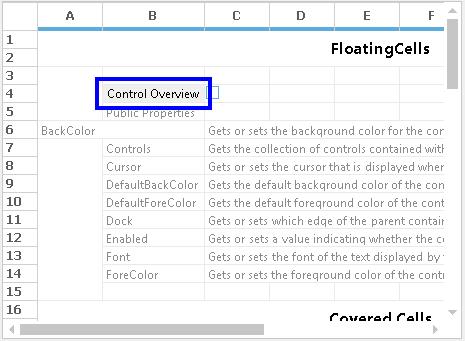 A B C D E F
1
2 FloatingCells
3
4 Control Overview
5 Public Properties
6 BackColor Gets or sets the background color for the con
7 Controls Gets the collection of controls contained with
8 Cursor Gets or sets the cursor that is displayed wher
9 DefaultBackColor Gets the default background color of the con
10 DefaultForeColor Gets the default foreground color of the cont
11 Dock Gets or sets which edge of the parent contain
12 Enabled Gets or sets a value indicating whether the co
13 Font Gets or sets the font of the text displayed by t
14 ForeColor Gets or sets the foreground color of the contr
15
16 Covered Cells